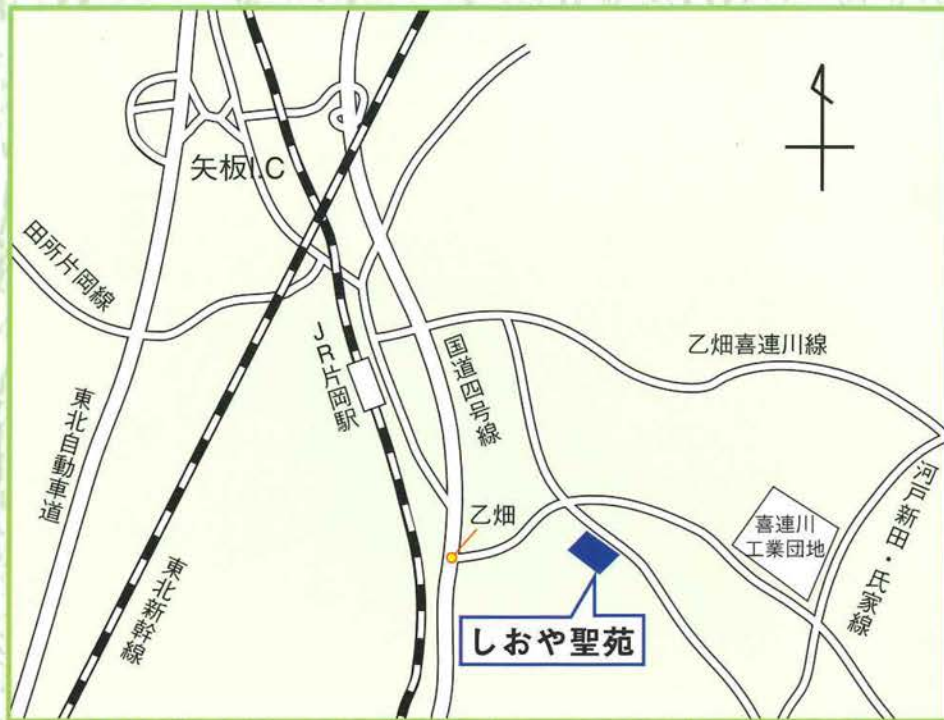 矢板I.C
田所片岡線
JR片岡駅
国道四号線
乙畑喜連川線
東北自動車道
東北新幹線
乙畑
喜連川
工業団地
河戸新田・氏家線
しおや聖苑